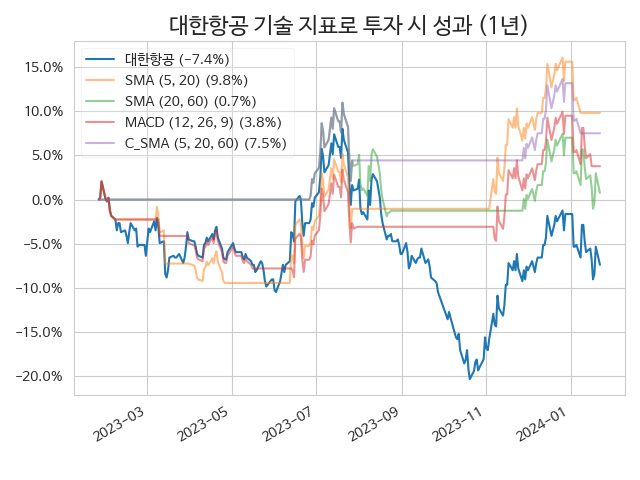 대한항공 기술 지표로 투자 시 성과 (1년)
대한항공 (−7.4%)
SMA (5, 20) (9.8%)
SMA (20, 60) (0.7%)
MACD (12, 26, 9) (3.8%)
C_SMA (5, 20, 60) (7.5%)
15.0%
10.0%
5.0%
0.0%
−5.0%
−10.0%
−15.0%
−20.0%
2023−03
2023−05
2023−07
2023−09
2023−11
2024−01